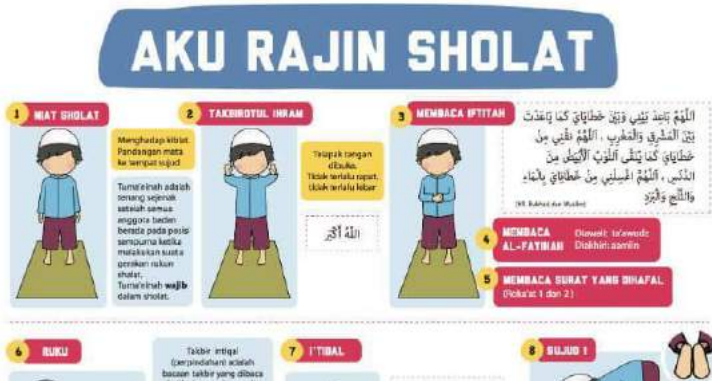 AKU RAJIN SHOLAT
1 NIAT SHOLAT
Menghadap kiblat.
Pandangan mata
ke tempat sujud
Tuma'ninah adalah
tenang sejenak
setelah semua
anggota badan
berada pada posisi
sempurna ketika
melakukan suatu
gerakan rukun
shalat.
Tuma'ninah wajib
dalam sholat.
2 TAKBIROTUL IHRAM
Telapak tangan
dibuka.
Tidak terlalu rapat,
tidak terlalu lebar
اللهُ أَكْبَرُ
3 MEMBACA IFTITAH
اللَّهُمَّ بَاعِدْ بَيْنِي وَبَيْنَ خَطَايَايَ كَمَا بَاعَدْتَ
بَيْنَ الْمَشْرِقِ وَالْمَغْرِبِ ، اللَّهُمَّ نَقِّنِي مِنْ
خَطَايَايَ كَمَا يُنَقَّى الثَّوْبُ الْأَبْيَضُ مِنَ
الدَّنَسِ ، اللَّهُمَّ اغْسِلْنِي مِنْ خَطَايَايَ بِالْمَاءِ
وَالثَّلْجِ وَالْبَرَدِ
(HR. Bukhari dan Muslim)
4 MEMBACA AL-FATIHAH
Diawali: ta'awudz
Diakhiri: aamiin
5 MEMBACA SURAT YANG DIHAFAL
(Roka'at 1 dan 2)
6 RUKU
Takbir intiqal
(perpindahan) adalah
bacaan takbir yang dibaca
7 I'TIDAL
8 SUJUD 1